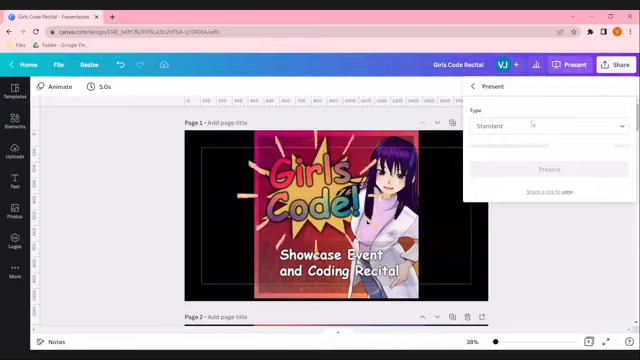 Girls Code Recital - Presentation
canva.com/design/
Files
Folder - Google Do...
Home
File
Resize
Girls Code Recital
VJ
Present
Share
Animate
5.0s
Present
Templates
Elements
Uploads
Text
Photos
Logos
More
Page 1 - Add page title
Type
Standard
Present
Share a link to view
Girls
Code!
Showcase Event
and Coding Recital
Page 2 - Add page title
Notes
38%